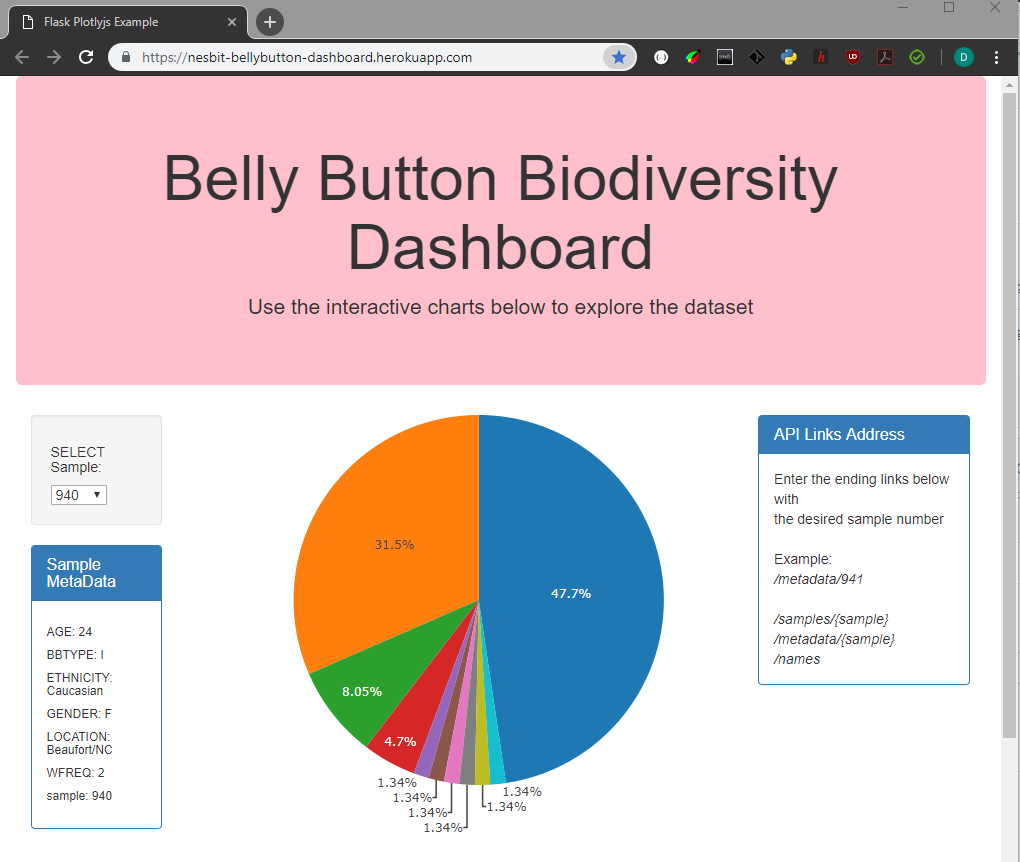 Flask Plotlyjs Example
https://nesbit-bellybutton-dashboard.herokuapp.com
D
Belly Button Biodiversity
Dashboard
Use the interactive charts below to explore the dataset
SELECT
Sample:
940
Sample
MetaData
AGE: 24
BBTYPE: I
ETHNICITY:
Caucasian
GENDER: F
LOCATION:
Beaufort/NC
WFREQ: 2
sample: 940
31.5%
47.7%
8.05%
4.7%
1.34%
1.34%
1.34%
1.34%
1.34%
1.34%
API Links Address
Enter the ending links below
with
the desired sample number
Example:
/metadata/941
/samples/{sample}
/metadata/{sample}
/names